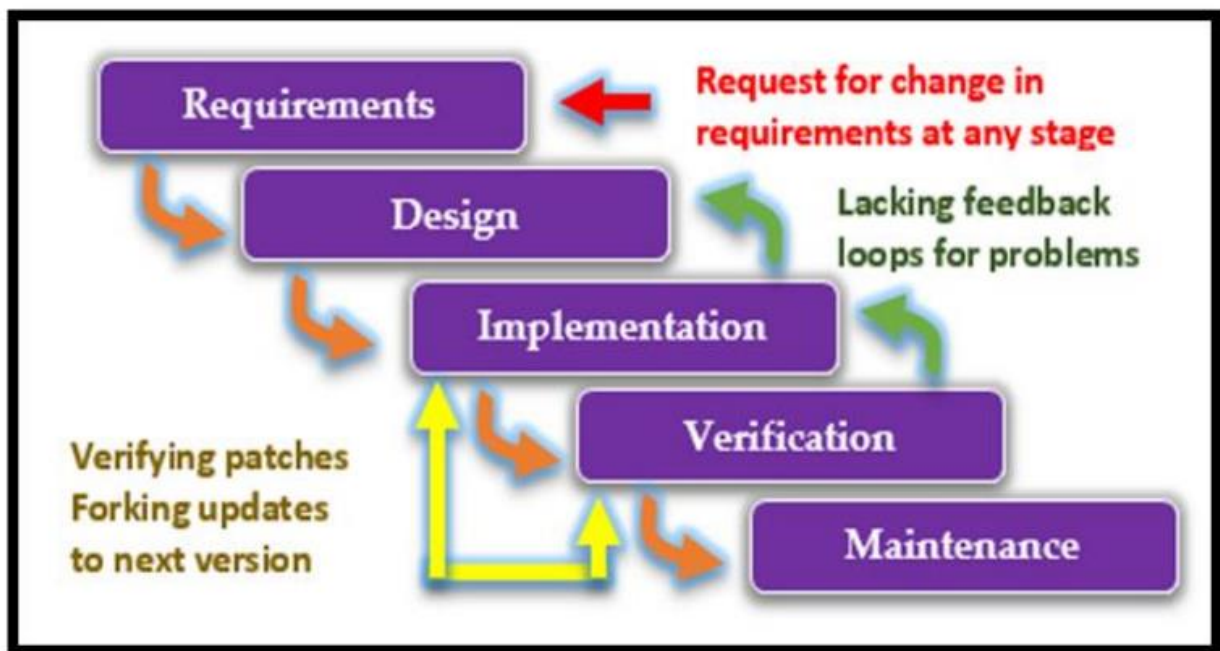 Requirements
Request for change in
requirements at any stage
Design
Lacking feedback
loops for problems
Implementation
Verification
Verifying patches
Forking updates
to next version
Maintenance